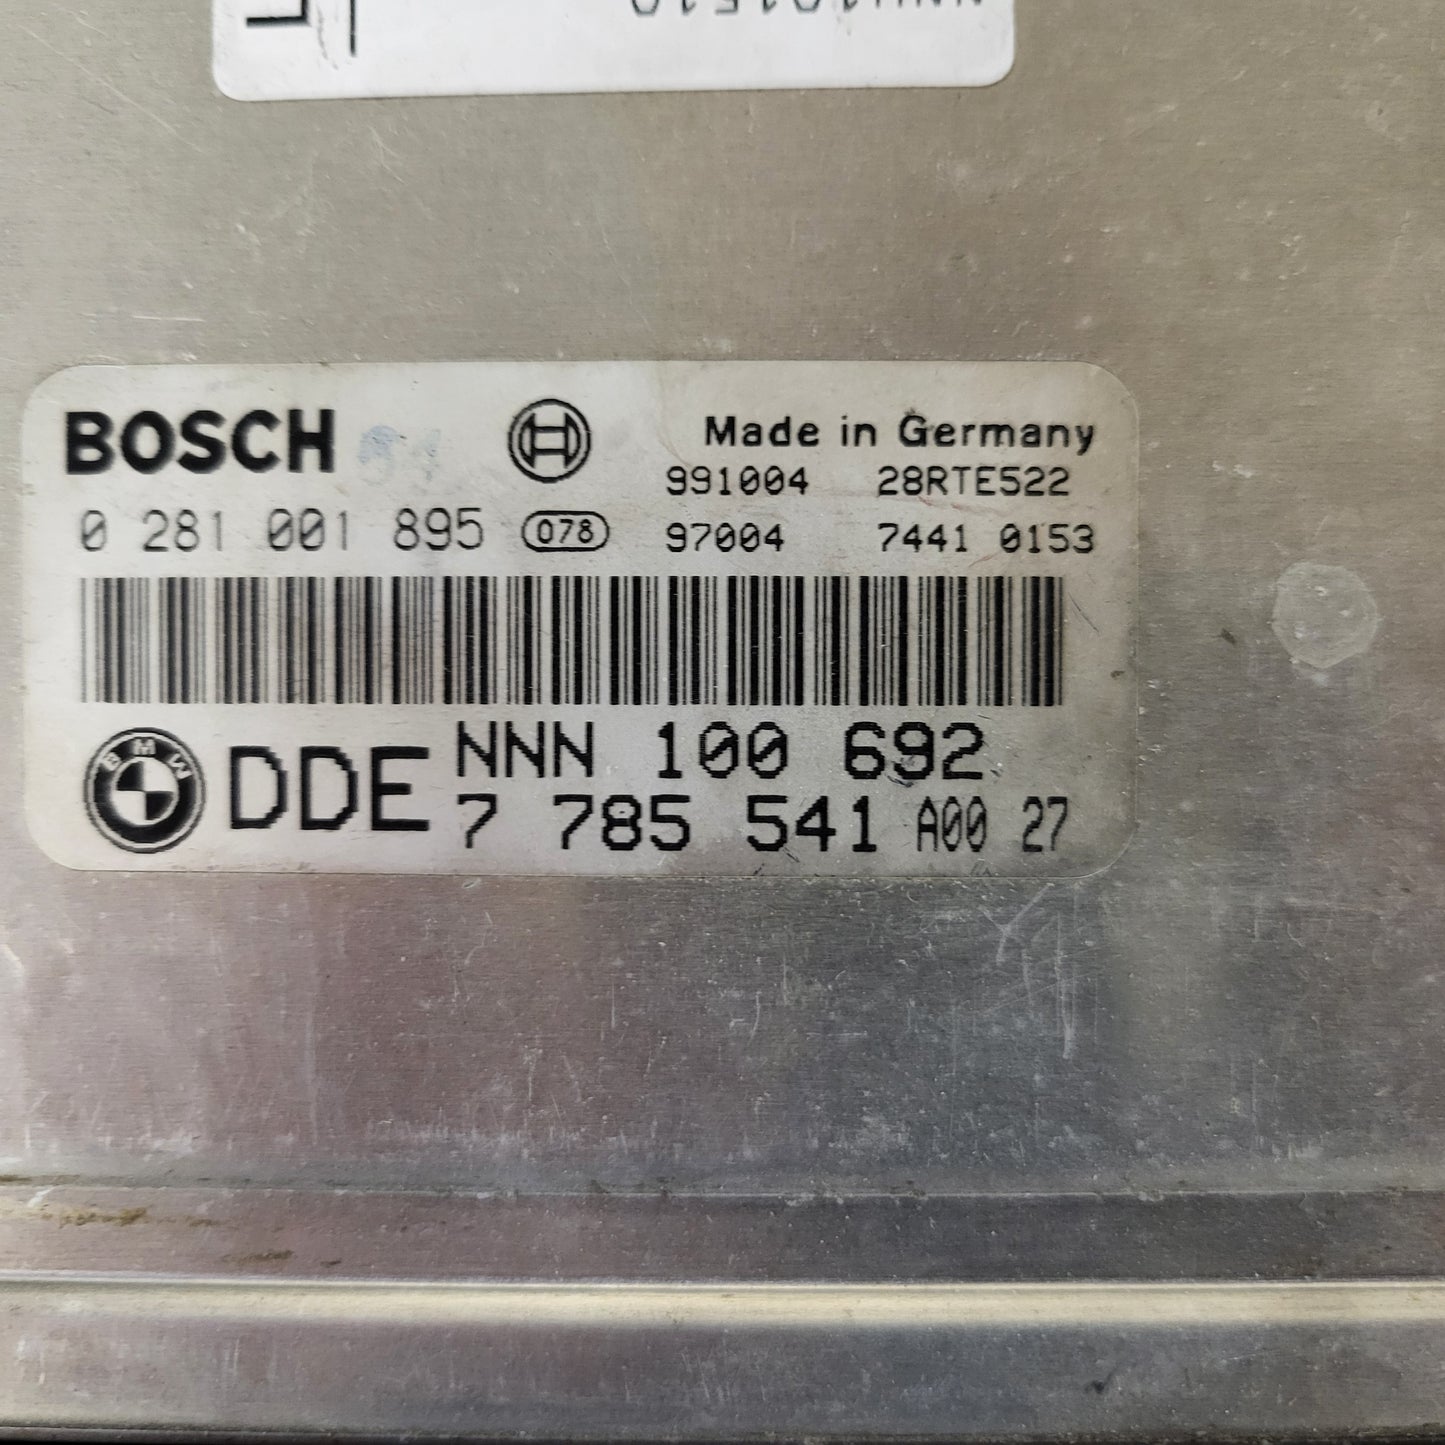 BOSCH
Made in Germany
991004 28RTE522
0 281 001 895 078 97004 7441 0153
BMW
DDE NNN 100 692
7 785 541 A00 27